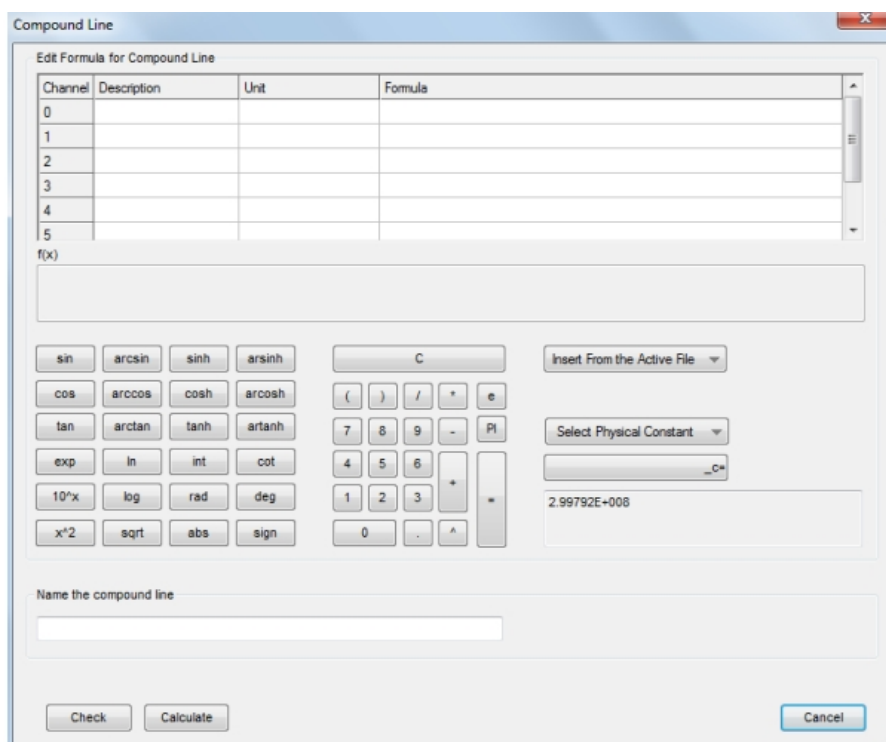 Compound Line
x
Edit Formula for Compound Line
Channel Description Unit Formula
0
1
2
3
4
5
f(x)
sin arcsin sinh arsinh C Insert From the Active File
cos arccos cosh arcosh ( ) / * e
tan arctan tanh artanh 7 8 9 - PI Select Physical Constant
exp ln int cot 4 5 6 + = _c=
10^x log rad deg 1 2 3 2.99792E+008
x^2 sqrt abs sign 0 . ^
Name the compound line
Check Calculate Cancel